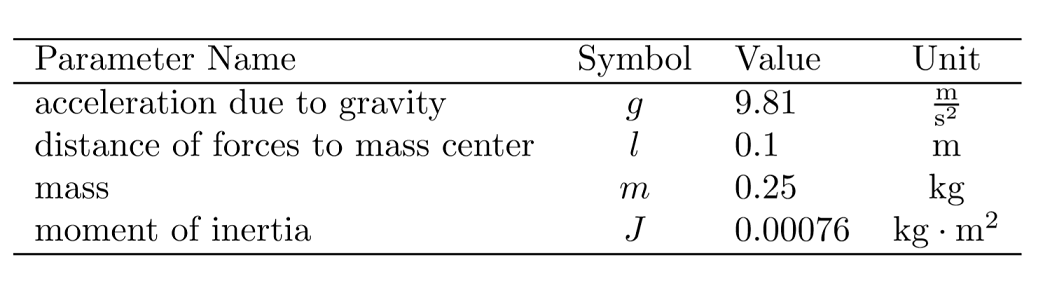 Parameter Name Symbol Value Unit
acceleration due to gravity g 9.81 m/s²
distance of forces to mass center l 0.1 m
mass m 0.25 kg
moment of inertia J 0.00076 kg · m²